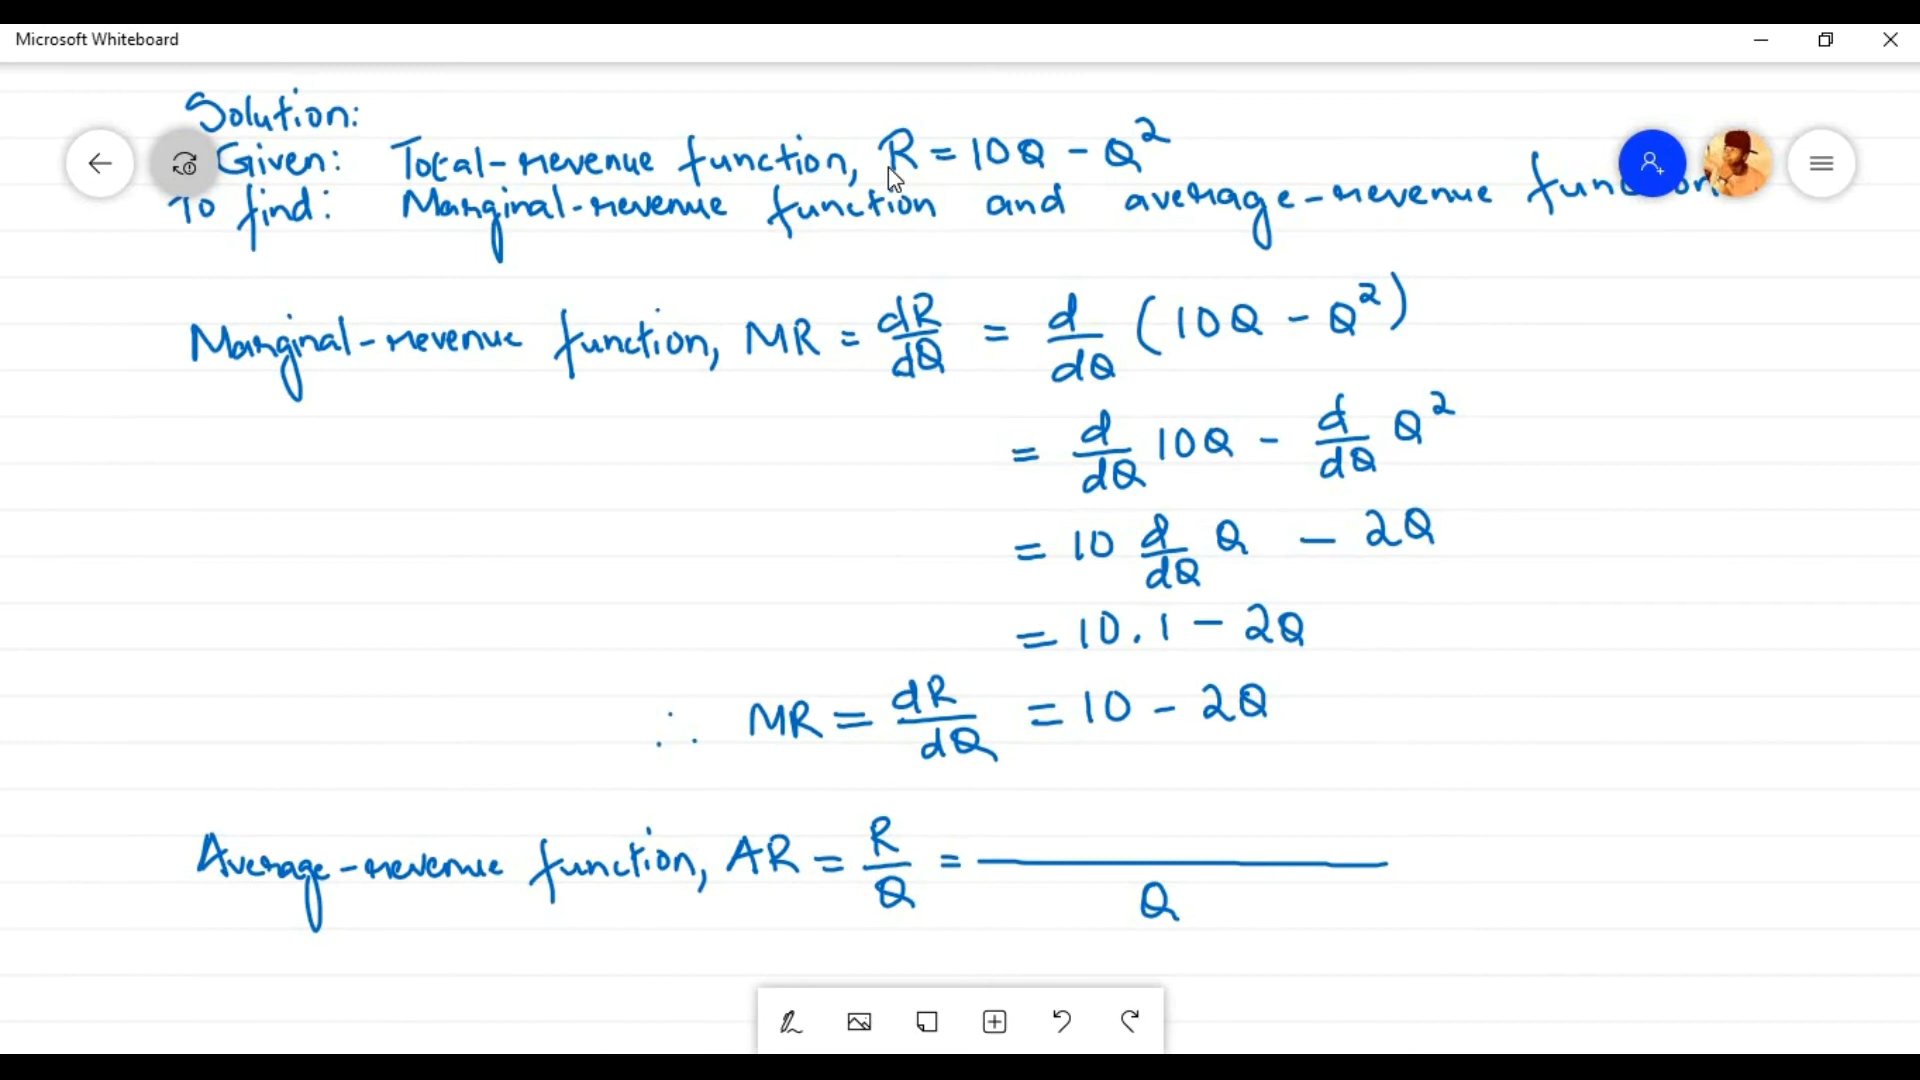 Microsoft Whiteboard
Solution:
Given: Total-revenue function, R = 10Q - Q²
To find: Marginal-revenue function and average-revenue function
Marginal-revenue function, MR = dR/dQ = d/dQ (10Q - Q²)
= d/dQ 10Q - d/dQ Q²
= 10 d/dQ Q - 2Q
= 10.1 - 2Q
∴ MR = dR/dQ = 10 - 2Q
Average-revenue function, AR = R/Q = /Q